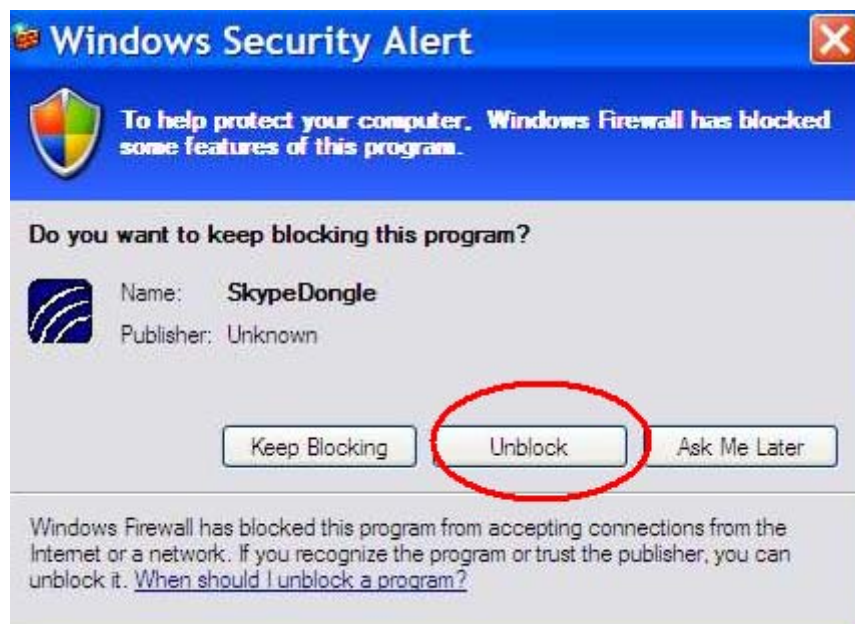 Windows Security Alert
To help protect your computer, Windows Firewall has blocked
some features of this program.
Do you want to keep blocking this program?
Name: SkypeDongle
Publisher: Unknown
Keep Blocking Unblock Ask Me Later
Windows Firewall has blocked this program from accepting connections from the
Internet or a network. If you recognize the program or trust the publisher, you can
unblock it. When should I unblock a program?